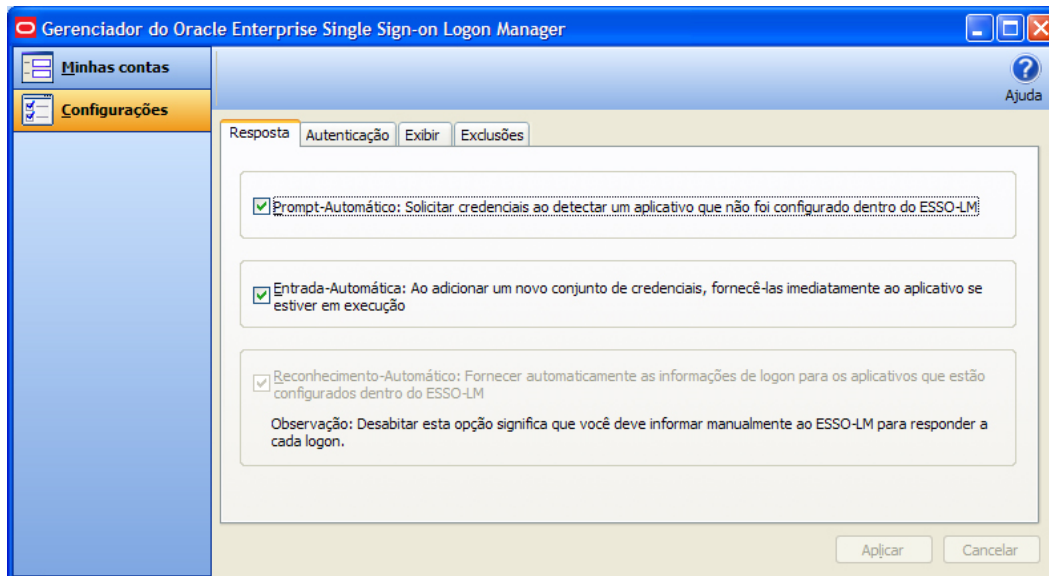 Gerenciador do Oracle Enterprise Single Sign-on Logon Manager
Minhas contas
Configurações
Ajuda
Resposta
Autenticação
Exibir
Exclusões
Prompt-Automático: Solicitar credenciais ao detectar um aplicativo que não foi configurado dentro do ESSO-LM
Entrada-Automática: Ao adicionar um novo conjunto de credenciais, fornecê-las imediatamente ao aplicativo se
estiver em execução
Reconhecimento-Automático: Fornecer automaticamente as informações de logon para os aplicativos que estão
configurados dentro do ESSO-LM
Observação: Desabitar esta opção significa que você deve informar manualmente ao ESSO-LM para responder a
cada logon.
Aplicar
Cancelar